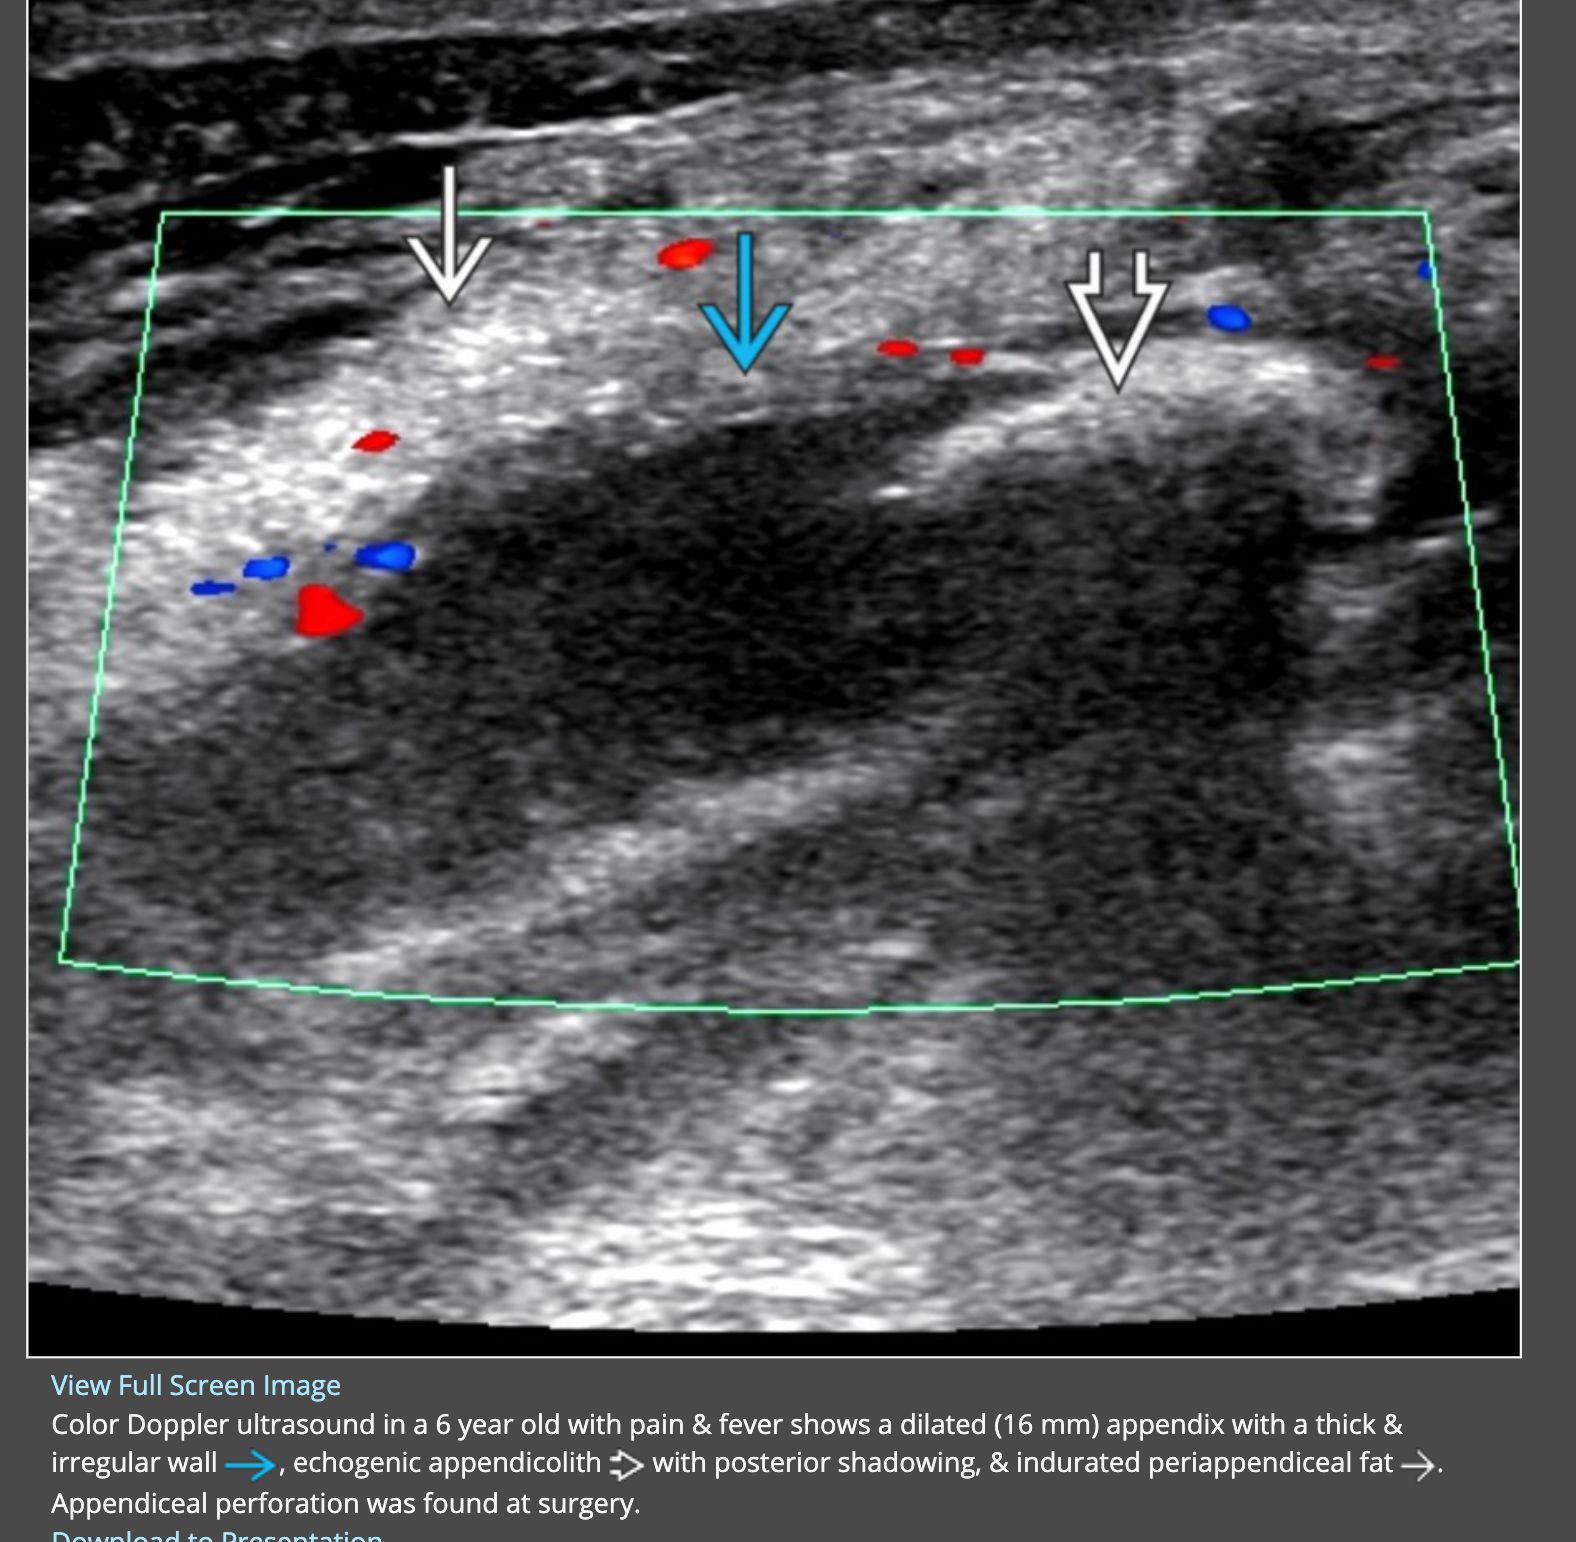 View Full Screen Image
Color Doppler ultrasound in a 6 year old with pain & fever shows a dilated (16 mm) appendix with a thick &
irregular wall , echogenic appendicolith with posterior shadowing, & indurated periappendiceal fat .
Appendiceal perforation was found at surgery.
Download to Presentation